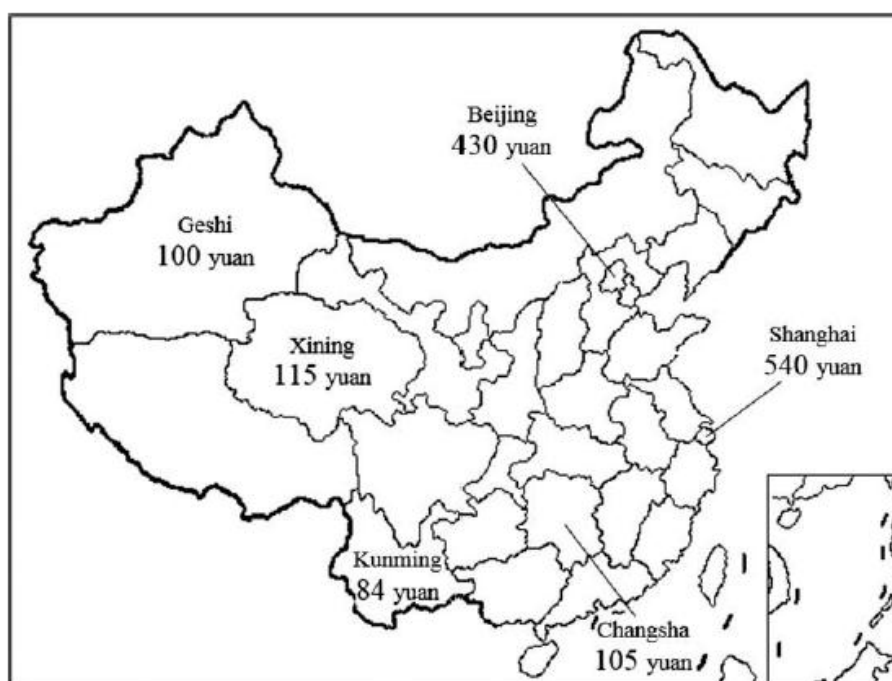 Beijing
430 yuan
Geshi
100 yuan
Xining
115 yuan
Shanghai
540 yuan
Kunming
84 yuan
Changsha
105 yuan